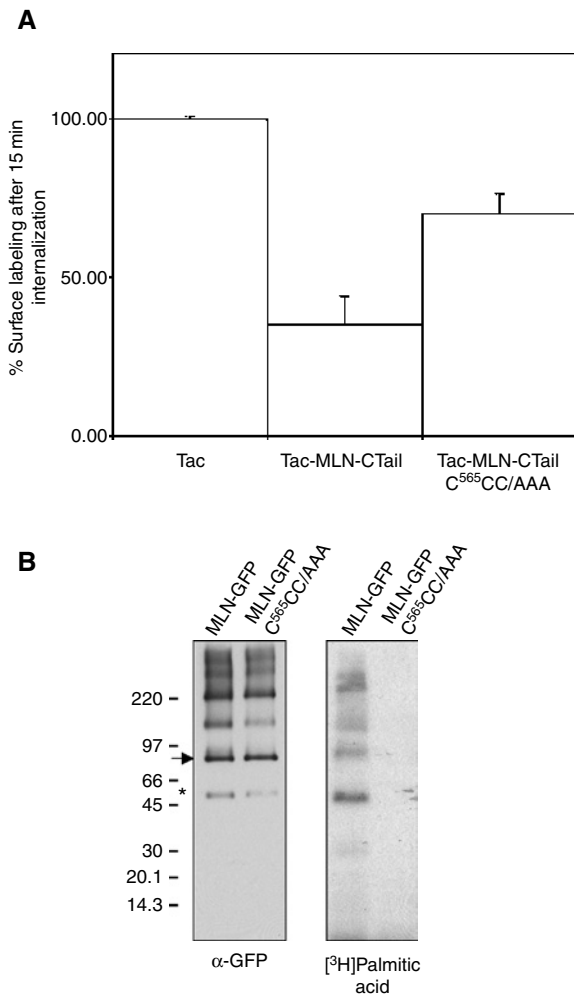 A
% Surface labeling after 15 min
internalization
100.00
50.00
0.00
Tac
Tac-MLN-CTail
Tac-MLN-CTail
C⁵⁶⁵CC/AAA
B
MLN-GFP
MLN-GFP
C⁵⁶⁵CC/AAA
MLN-GFP
MLN-GFP
C⁵⁶⁵CC/AAA
220
97
66
*
45
30
20.1
14.3
α-GFP
[³H]Palmitic
acid